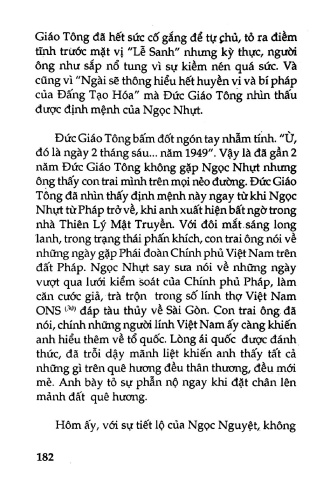 Giáo Tông đã hết sức cố gắng để tự chủ, tỏ ra điềm
tĩnh trước mặt vị “Lễ Sanh” nhưng kỳ thực, người
ông như sắp nổ tung vì sự kiềm nén quá sức. Và
cũng vì “Ngài sẽ thông hiểu hết huyền vi và bí pháp
của Đấng Tạo Hóa” mà Đức Giáo Tông nhìn thấu
được định mệnh của Ngọc Nhựt.
Đức Giáo Tông bấm đốt ngón tay nhẩm tính. “Ừ,
đó là ngày 2 tháng sáu... năm 1949”. Vậy là đã gần 2
năm Đức Giáo Tông không gặp Ngọc Nhựt nhưng
ông thấy con trai mình trên mọi nẻo đường. Đức Giáo
Tông đã nhìn thấy định mệnh này ngay từ khi Ngọc
Nhựt từ Pháp trở về, khi anh xuất hiện bất ngờ trong
nhà Thiên Lý Mật Truyền. Với đôi mắt sáng long
lanh, trong trạng thái phấn khích, con trai ông nói về
những ngày gặp Phái đoàn Chính phủ Việt Nam trên
đất Pháp. Ngọc Nhựt say sưa nói về những ngày
vượt qua lưới kiểm soát của Chính phủ Pháp, làm
căn cước giả, trà trộn trong số lính thợ Việt Nam
ONS (30) đáp tàu thủy về Sài Gòn. Con trai ông đã
nói, chính những người lính Việt Nam ấy càng khiến
anh hiểu thêm về tổ quốc. Lòng ái quốc được đánh
thức, đã trỗi dậy mãnh liệt khiến anh thấy tất cả
những gì trên quê hương đều thân thương, đều mới
mẻ. Anh bày tỏ sự phẫn nộ ngay khi đặt chân lên
mảnh đất quê hương.
Hôm ấy, với sự tiết lộ của Ngọc Nguyệt, không
182